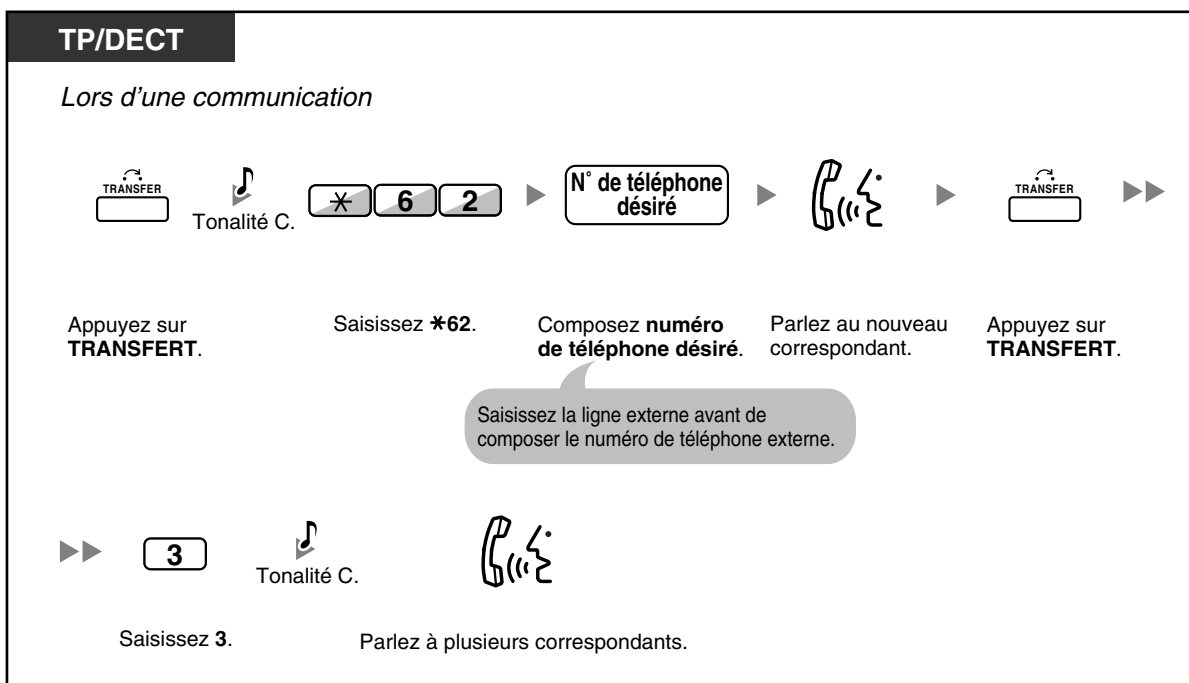 TP/DECT
Lors d'une communication
TRANSFER
Tonalité C.
* 6 2
N° de téléphone
désiré
TRANSFER
Appuyez sur
TRANSFERT.
Saisissez *62.
Composez numéro
de téléphone désiré.
Parlez au nouveau
correspondant.
Appuyez sur
TRANSFERT.
Saisissez la ligne externe avant de
composer le numéro de téléphone externe.
3
Tonalité C.
Saisissez 3.
Parlez à plusieurs correspondants.